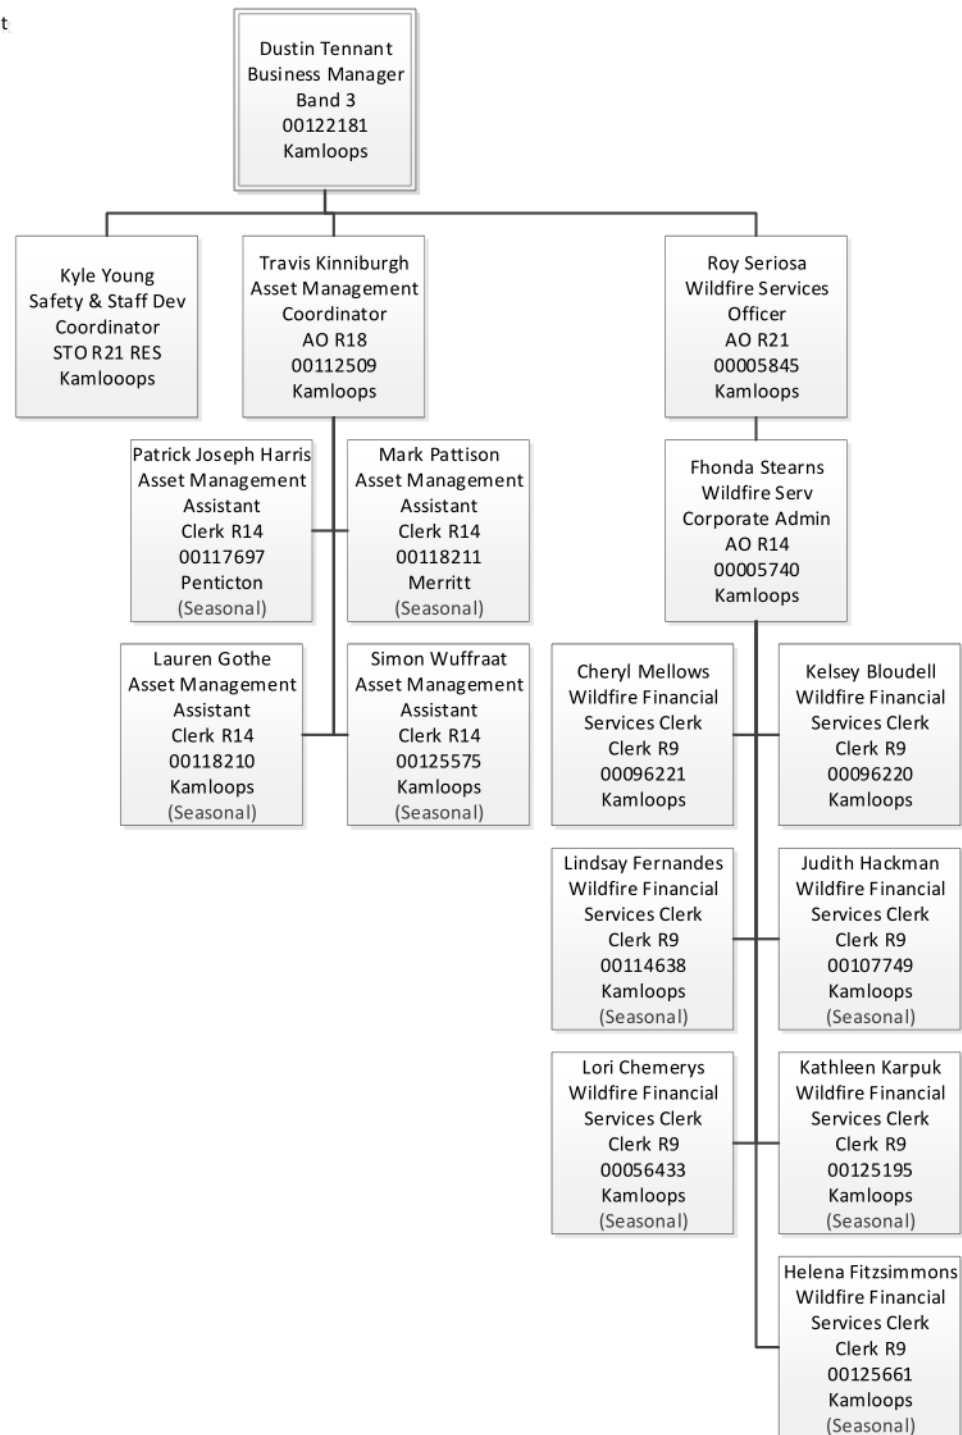 t
Dustin Tennant
Business Manager
Band 3
00122181
Kamloops
Kyle Young
Safety & Staff Dev
Coordinator
STO R21 RES
Kamlooops
Travis Kinniburgh
Asset Management
Coordinator
AO R18
00112509
Kamloops
Roy Seriosa
Wildfire Services
Officer
AO R21
00005845
Kamloops
Patrick Joseph Harris
Asset Management
Assistant
Clerk R14
00117697
Penticton
(Seasonal)
Mark Pattison
Asset Management
Assistant
Clerk R14
00118211
Merritt
(Seasonal)
Fhonda Stearns
Wildfire Serv
Corporate Admin
AO R14
00005740
Kamloops
Lauren Gothe
Asset Management
Assistant
Clerk R14
00118210
Kamloops
(Seasonal)
Simon Wuffraat
Asset Management
Assistant
Clerk R14
00125575
Kamloops
(Seasonal)
Cheryl Mellows
Wildfire Financial
Services Clerk
Clerk R9
00096221
Kamloops
Kelsey Bloudell
Wildfire Financial
Services Clerk
Clerk R9
00096220
Kamloops
Lindsay Fernandes
Wildfire Financial
Services Clerk
Clerk R9
00114638
Kamloops
(Seasonal)
Judith Hackman
Wildfire Financial
Services Clerk
Clerk R9
00107749
Kamloops
(Seasonal)
Lori Chemerys
Wildfire Financial
Services Clerk
Clerk R9
00056433
Kamloops
(Seasonal)
Kathleen Karpuk
Wildfire Financial
Services Clerk
Clerk R9
00125195
Kamloops
(Seasonal)
Helena Fitzsimmons
Wildfire Financial
Services Clerk
Clerk R9
00125661
Kamloops
(Seasonal)